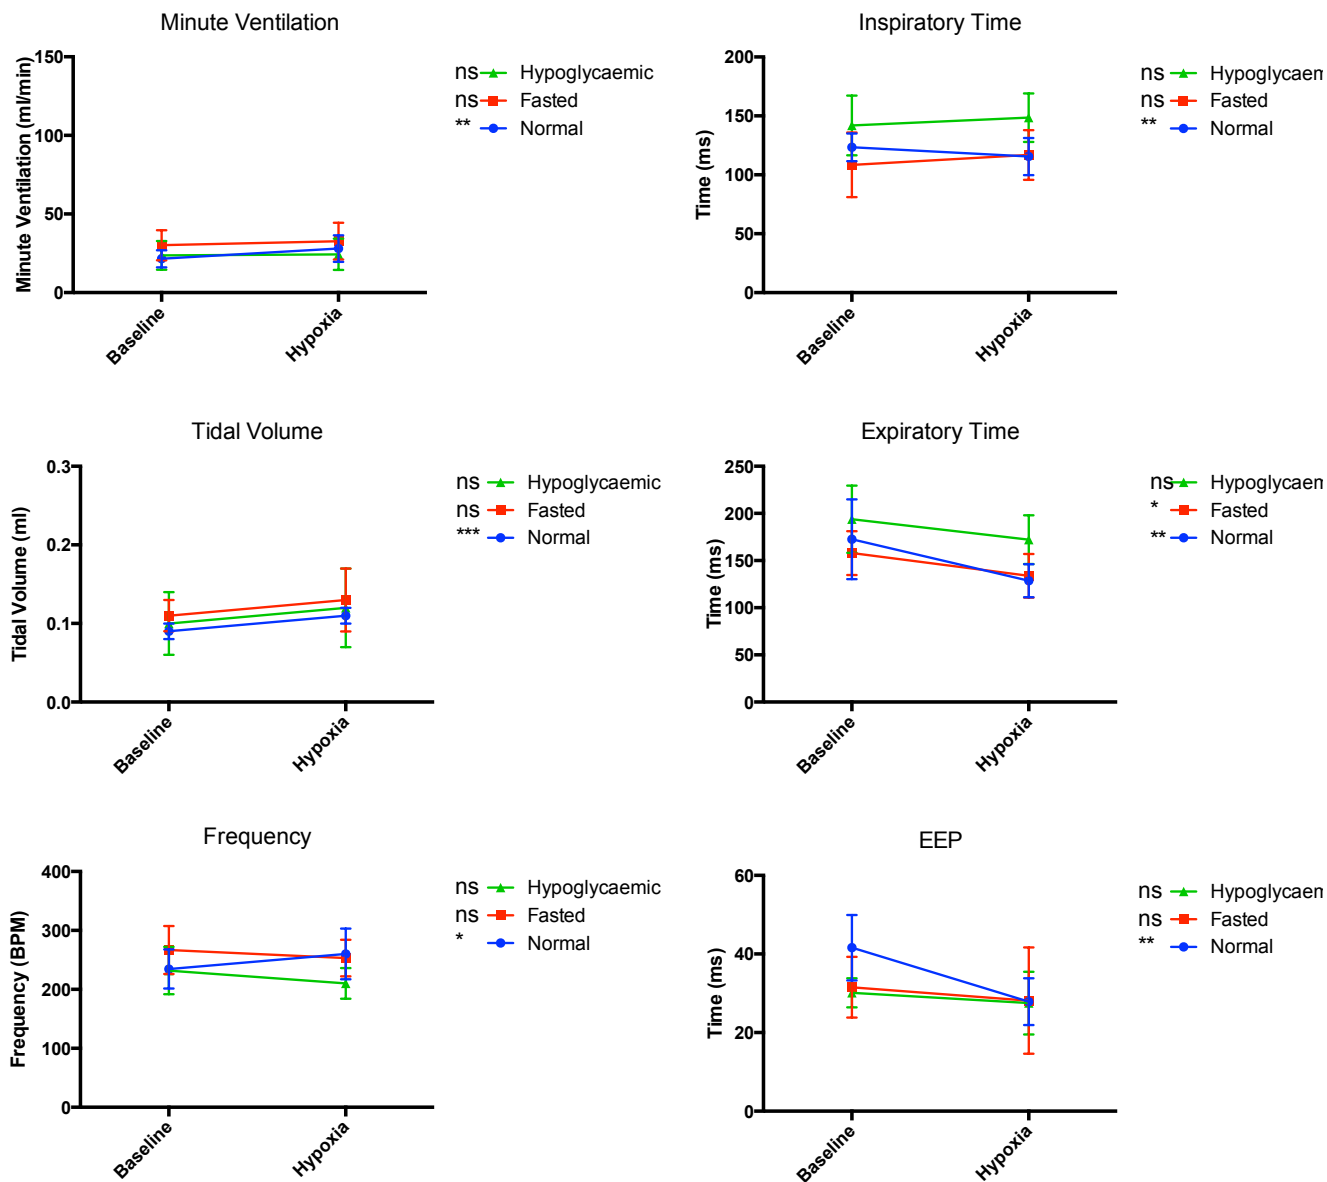 Minute Ventilation
Minute Ventilation (ml/min)
150
100
50
0
Baseline
Hypoxia
ns Hypoglycaemic
ns Fasted
** Normal
Inspiratory Time
Time (ms)
200
150
100
50
0
Baseline
Hypoxia
ns Hypoglycaem
ns Fasted
** Normal
Tidal Volume
Tidal Volume (ml)
0.3
0.2
0.1
0.0
Baseline
Hypoxia
ns Hypoglycaemic
ns Fasted
*** Normal
Expiratory Time
Time (ms)
250
200
150
100
50
0
Baseline
Hypoxia
ns Hypoglycaem
* Fasted
** Normal
Frequency
Frequency (BPM)
400
300
200
100
0
Baseline
Hypoxia
ns Hypoglycaemic
ns Fasted
* Normal
EEP
Time (ms)
60
40
20
0
Baseline
Hypoxia
ns Hypoglycaem
ns Fasted
** Normal